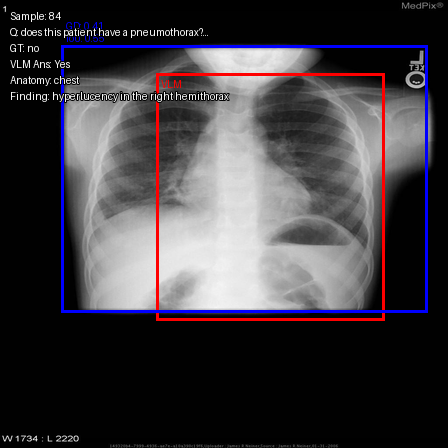 MedPix®
1
Sample: 84
Q: does this patient have a pneumothorax?...
GT: no
VLM Ans: Yes
Anatomy: chest
Finding: hyperlucency in the right hemithorax
W 1734 : L 2220